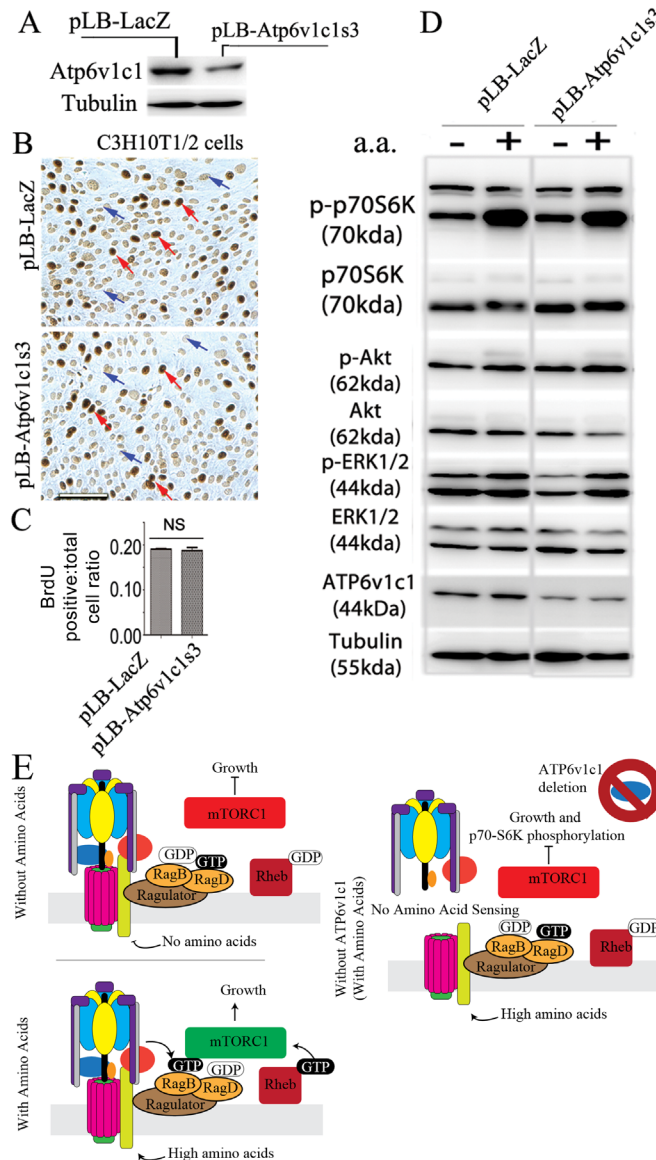 A
pLB-LacZ
pLB-Atp6v1c1s3
Atp6v1c1
Tubulin
B
C3H10T1/2 cells
pLB-LacZ
pLB-Atp6v1c1s3
C
NS
BrdU
positive:total
cell ratio
0.20
0.10
0.00
pLB-LacZ
pLB-Atp6v1c1s3
D
pLB-LacZ
pLB-Atp6v1c1s3
a.a.
- + - +
p-p70S6K
(70kda)
p70S6K
(70kda)
p-Akt
(62kda)
Akt
(62kda)
p-ERK1/2
(44kda)
ERK1/2
(44kda)
ATP6v1c1
(44kDa)
Tubulin
(55kda)
E
Without Amino Acids
Growth
mTORC1
GDP
GTP
GDP
RagB
RagD
Rheb
Ragulator
No amino acids
With Amino Acids
Growth
mTORC1
GTP
GDP
GTP
RagB
RagD
Rheb
Ragulator
High amino acids
Without ATP6v1c1
(With Amino Acids)
ATP6v1c1
deletion
Growth and
p70-S6K phosphorylation
mTORC1
No Amino Acid Sensing
GDP
GTP
GDP
RagB
RagD
Rheb
Ragulator
High amino acids